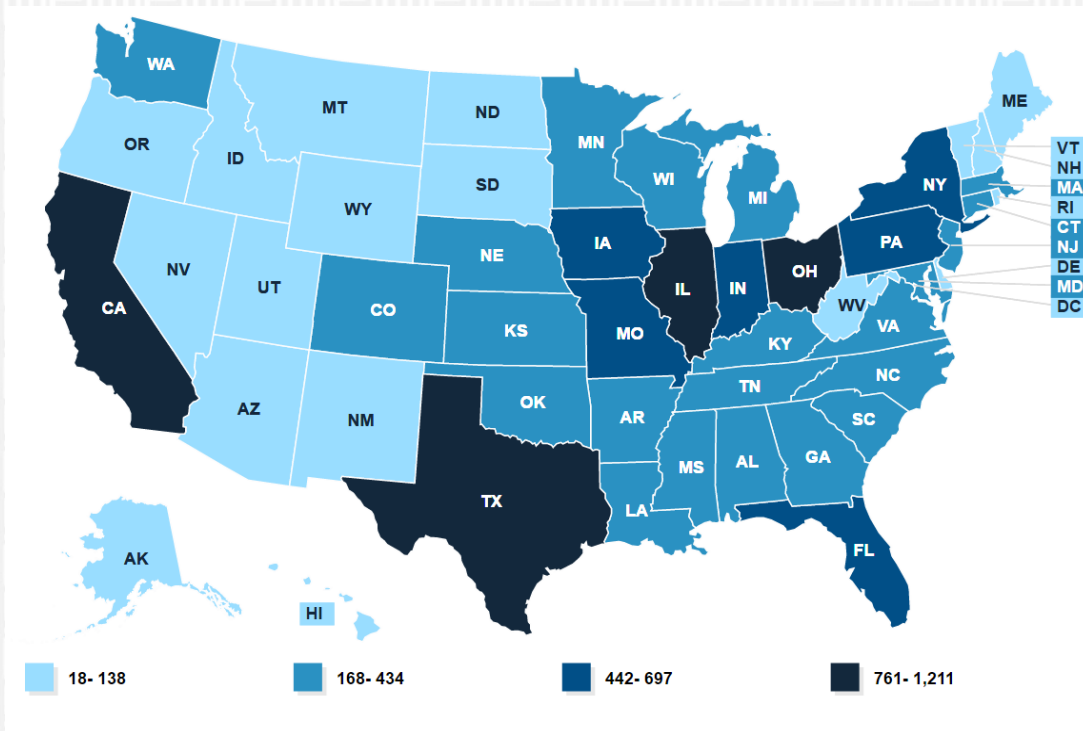 WA
MT
ND
ME
OR
ID
MN
VT
NH
SD
WI
NY
MA
MI
RI
WY
CT
PA
NJ
IA
NE
DE
NV
OH
MD
UT
IL
IN
DC
WV
CA
CO
MO
VA
KS
KY
NC
TN
AZ
OK
NM
AR
SC
GA
AL
MS
TX
LA
FL
AK
HI
18- 138
168- 434
442- 697
761- 1,211